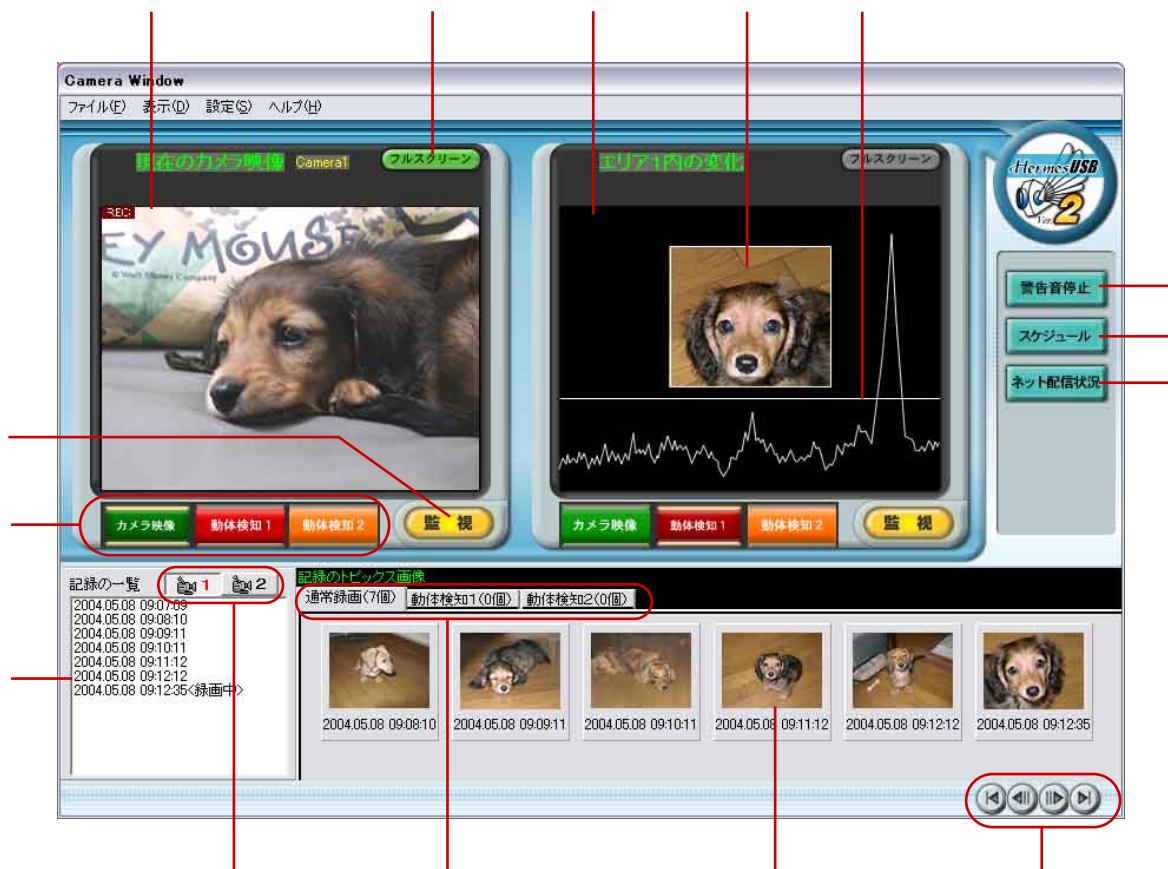 Camera Window
ファイル(F) 表示(D) 設定(S) ヘルプ(H)
現在のカメラ映像 Camera1 フルスクリーン
エリア1内の変化 フルスクリーン
HermesUSB
Ver.2
REC
EY MOUSE
© Walt Disney Company
警告音停止
スケジュール
ネット配信状況
カメラ映像 動体検知1 動体検知2 監視
カメラ映像 動体検知1 動体検知2 監視
記録の一覧 1 2
2004.05.08 09:07:09
2004.05.08 09:08:10
2004.05.08 09:09:11
2004.05.08 09:10:11
2004.05.08 09:11:12
2004.05.08 09:12:12
2004.05.08 09:12:35<録画中>
記録のトピックス画像
通常録画(7個) 動体検知1(0個) 動体検知2(0個)
2004.05.08 09:08:10 2004.05.08 09:09:11 2004.05.08 09:10:11 2004.05.08 09:11:12 2004.05.08 09:12:12 2004.05.08 09:12:35